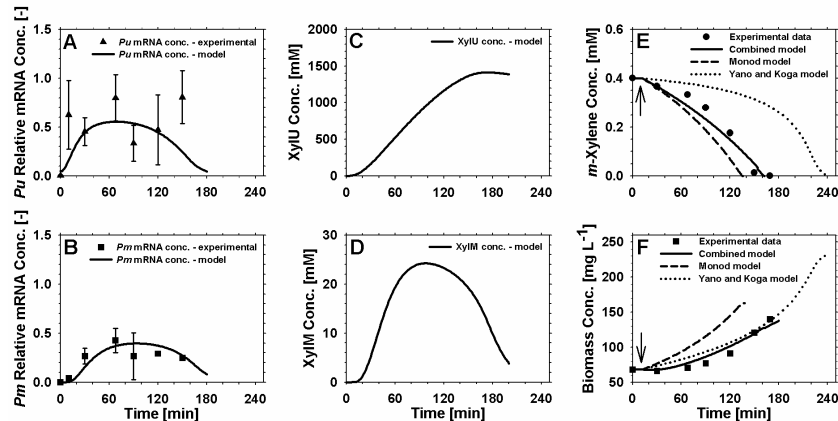 A
Pu Relative mRNA Conc. [-]
Pu mRNA conc. - experimental
Pu mRNA conc. - model
1.5
1.0
0.5
0.0
0 60 120 180 240
B
Pm Relative mRNA Conc. [-]
Pm mRNA conc. - experimental
Pm mRNA conc. - model
1.5
1.0
0.5
0.0
0 60 120 180 240
Time [min]
C
XylU Conc. [mM]
XylU conc. - model
2000
1500
1000
500
0
0 60 120 180 240
D
XylM Conc. [mM]
XylM conc. - model
30
20
10
0
0 60 120 180 240
Time [min]
E
m-Xylene Conc. [mM]
Experimental data
Combined model
Monod model
Yano and Koga model
0.6
0.4
0.2
0.0
0 60 120 180 240
F
Biomass Conc. [mg L-1]
Experimental data
Combined model
Monod model
Yano and Koga model
250
200
150
100
50
0 60 120 180 240
Time [min]